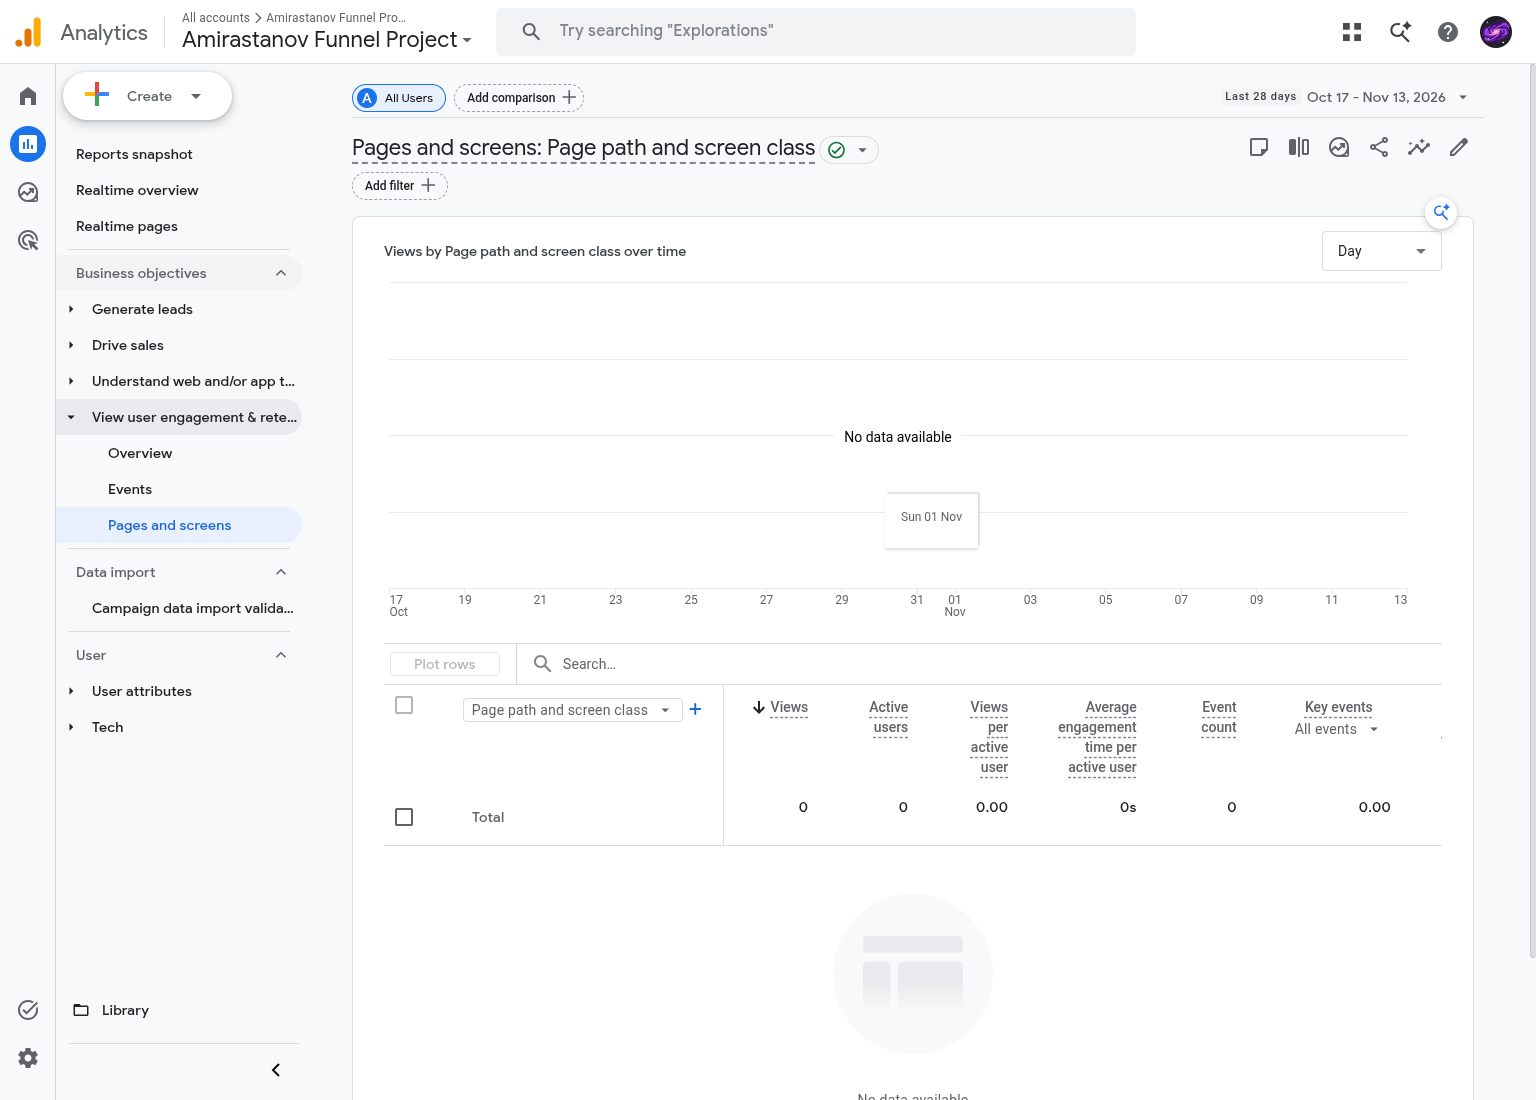 Analytics
All accounts > Amirastanov Funnel Pro...
Amirastanov Funnel Project
Try searching "Explorations"
Create
Reports snapshot
Realtime overview
Realtime pages
Business objectives
Generate leads
Drive sales
Understand web and/or app t...
View user engagement & rete...
Overview
Events
Pages and screens
Data import
Campaign data import valida...
User
User attributes
Tech
Library
A All Users
Add comparison
Last 28 days Oct 17 - Nov 13, 2026
Pages and screens: Page path and screen class
Add filter
Views by Page path and screen class over time
Day
No data available
Sun 01 Nov
17 19 21 23 25 27 29 31 01 03 05 07 09 11 13
Oct Nov
Plot rows
Search...
Page path and screen class
Views
Active
users
Views
per
active
user
Average
engagement
time per
active user
Event
count
Key events
All events
Total
0 0 0.00 0s 0 0.00
No data available